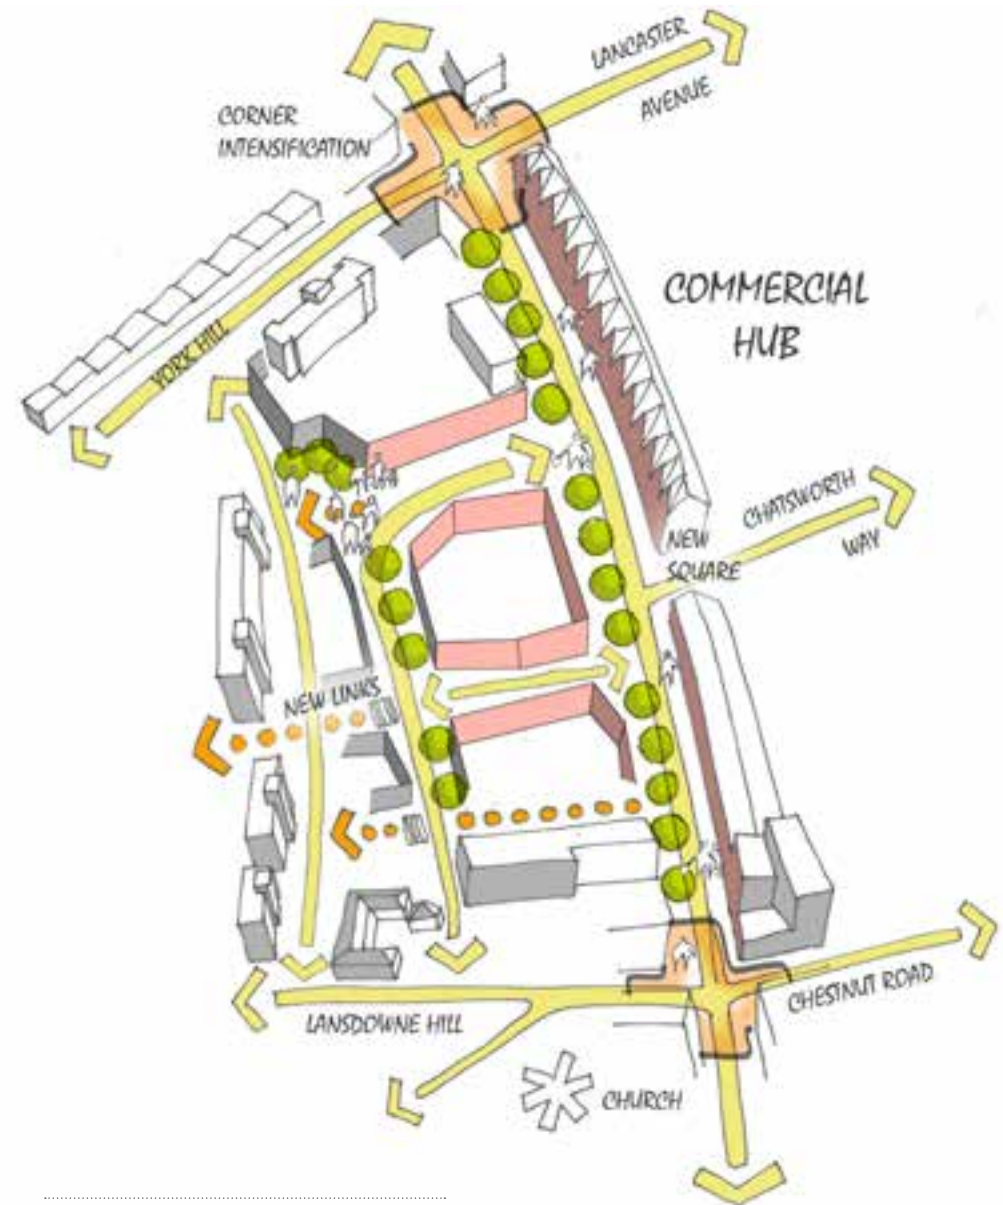 LANCASTER
AVENUE
CORNER
INTENSIFICATION
COMMERCIAL
HUB
YORK HILL
CHATSWORTH
WAY
NEW
SQUARE
NEW LINKS
CHESTNUT ROAD
LANSDOWNE HILL
CHURCH